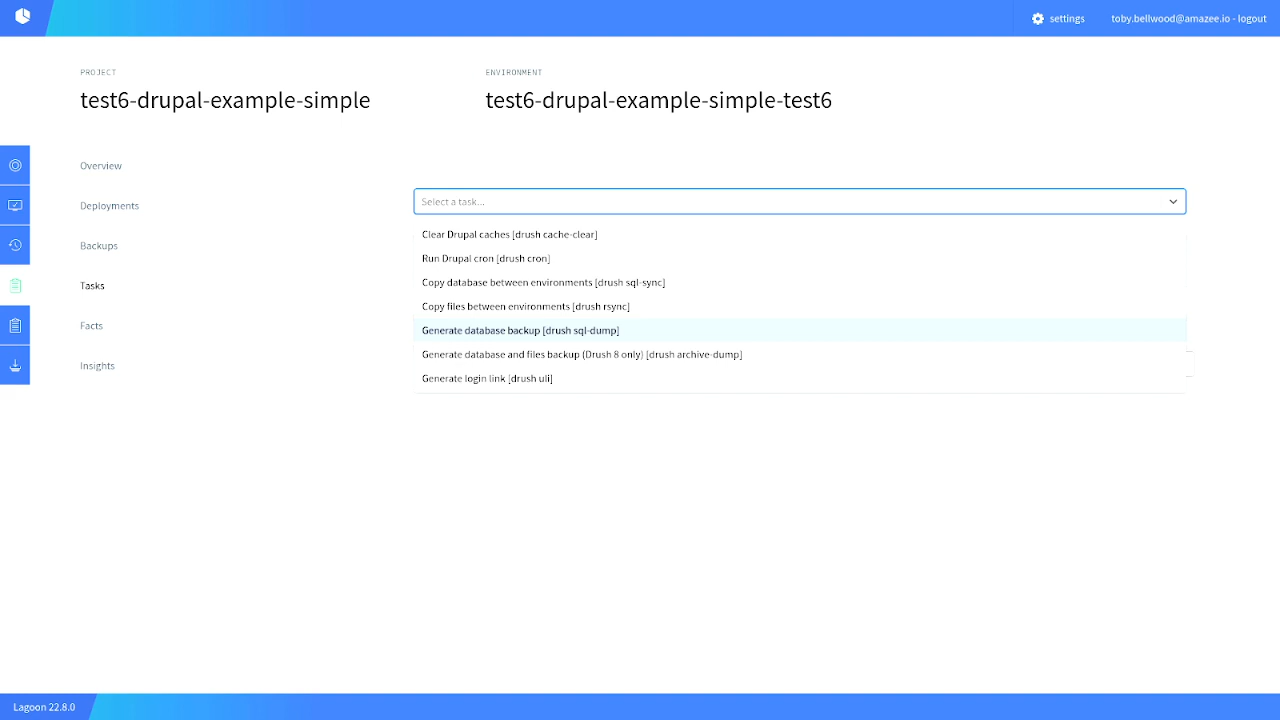 settings
toby.bellwood@amazee.io - logout
PROJECT
test6-drupal-example-simple
ENVIRONMENT
test6-drupal-example-simple-test6
Overview
Deployments
Backups
Tasks
Facts
Insights
Select a task...
Clear Drupal caches [drush cache-clear]
Run Drupal cron [drush cron]
Copy database between environments [drush sql-sync]
Copy files between environments [drush rsync]
Generate database backup [drush sql-dump]
Generate database and files backup (Drush 8 only) [drush archive-dump]
Generate login link [drush uli]
Lagoon 22.8.0